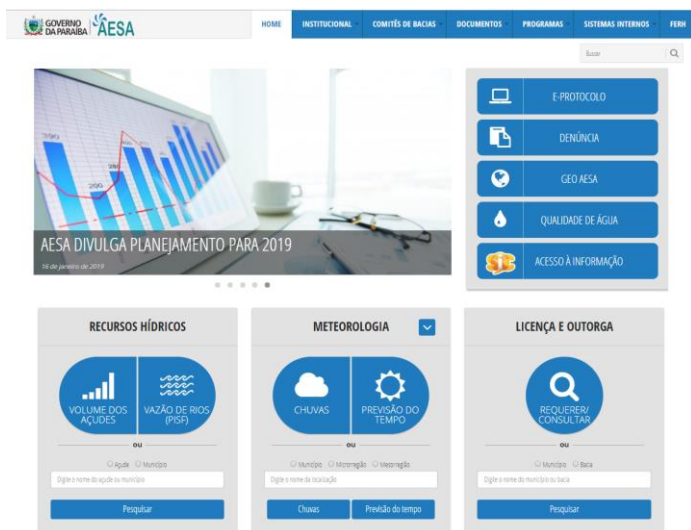 GOVERNO
DA PARAÍBA
AESA
HOME INSTITUCIONAL COMITÊS DE BACIAS DOCUMENTOS PROGRAMAS SISTEMAS INTERNOS FERH
Buscar
E-PROTOCOLO
DENÚNCIA
GEO AESA
QUALIDADE DE ÁGUA
ACESSO À INFORMAÇÃO
AESA DIVULGA PLANEJAMENTO PARA 2019
16 de janeiro de 2019
RECURSOS HÍDRICOS
VOLUME DOS
AÇUDES
VAZÃO DE RIOS
(PISF)
ou
Açude Município
Digite o nome do açude ou município
Pesquisar
METEOROLOGIA
CHUVAS
PREVISÃO DO
TEMPO
ou
Município Microrregião Mesorregião
Digite o nome da localização
Chuvas Previsão do tempo
LICENÇA E OUTORGA
REQUERER/
CONSULTAR
ou
Município Bacia
Digite o nome do município ou bacia
Pesquisar